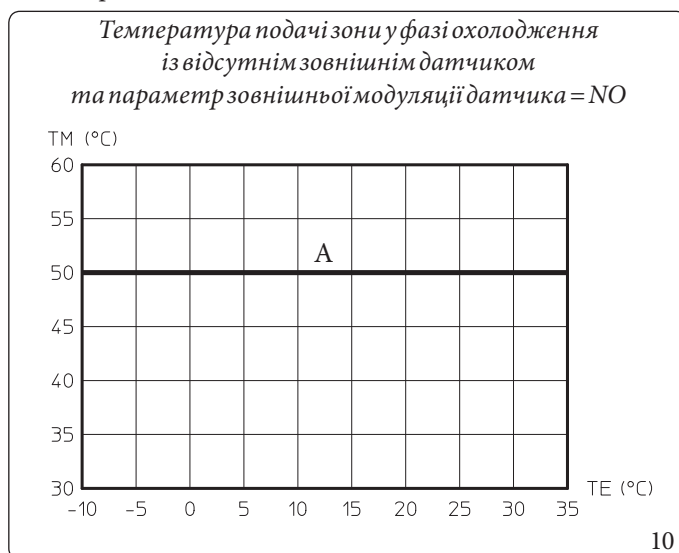 Температура подачі зони у фазі охолодження
із відсутнім зовнішнім датчиком
та параметр зовнішньої модуляції датчика = NO
TM (°C)
60
55
A
50
45
40
35
30
-10 -5 0 5 10 15 20 25 30 35
TE (°C)
10